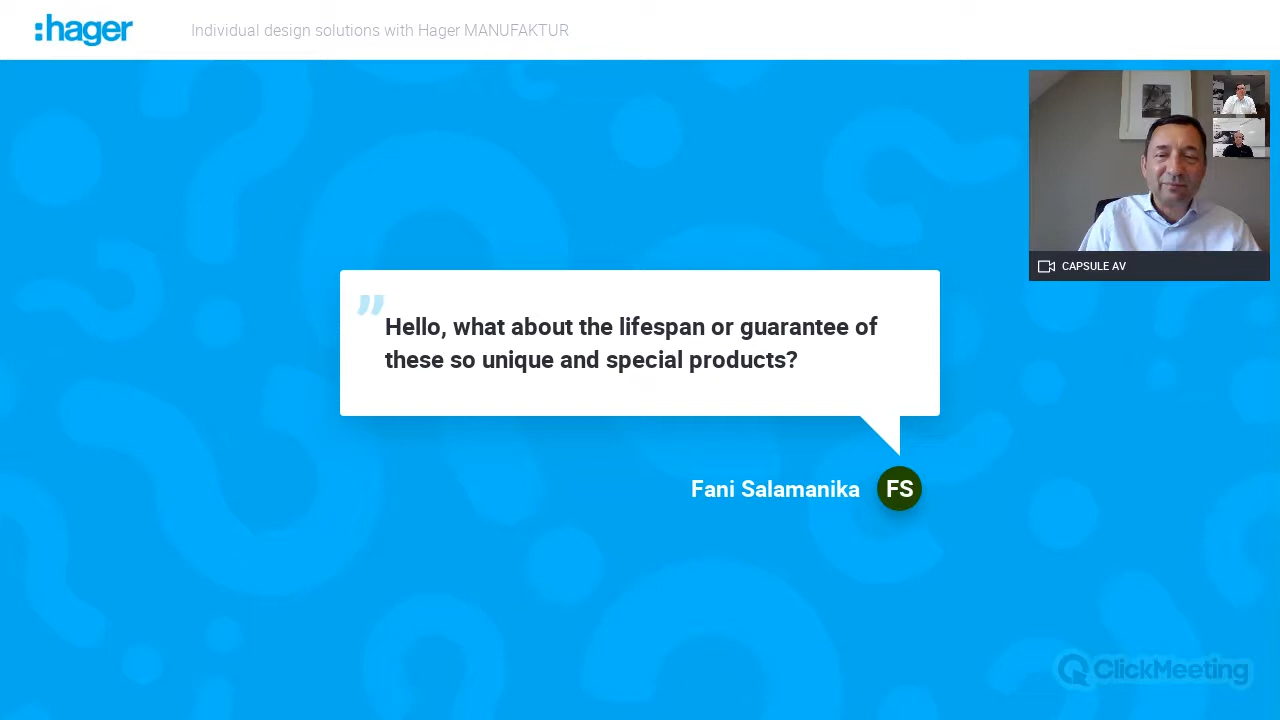 :hager
Individual design solutions with Hager MANUFAKTUR
CAPSULE AV
" Hello, what about the lifespan or guarantee of
these so unique and special products?
Fani Salamanika FS
ClickMeeting